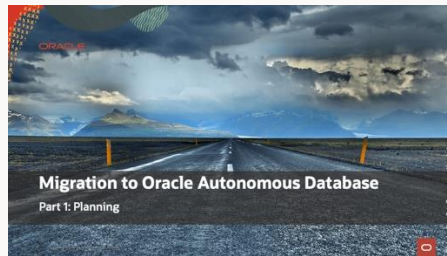 ORACLE
Migration to Oracle Autonomous Database
Part 1: Planning